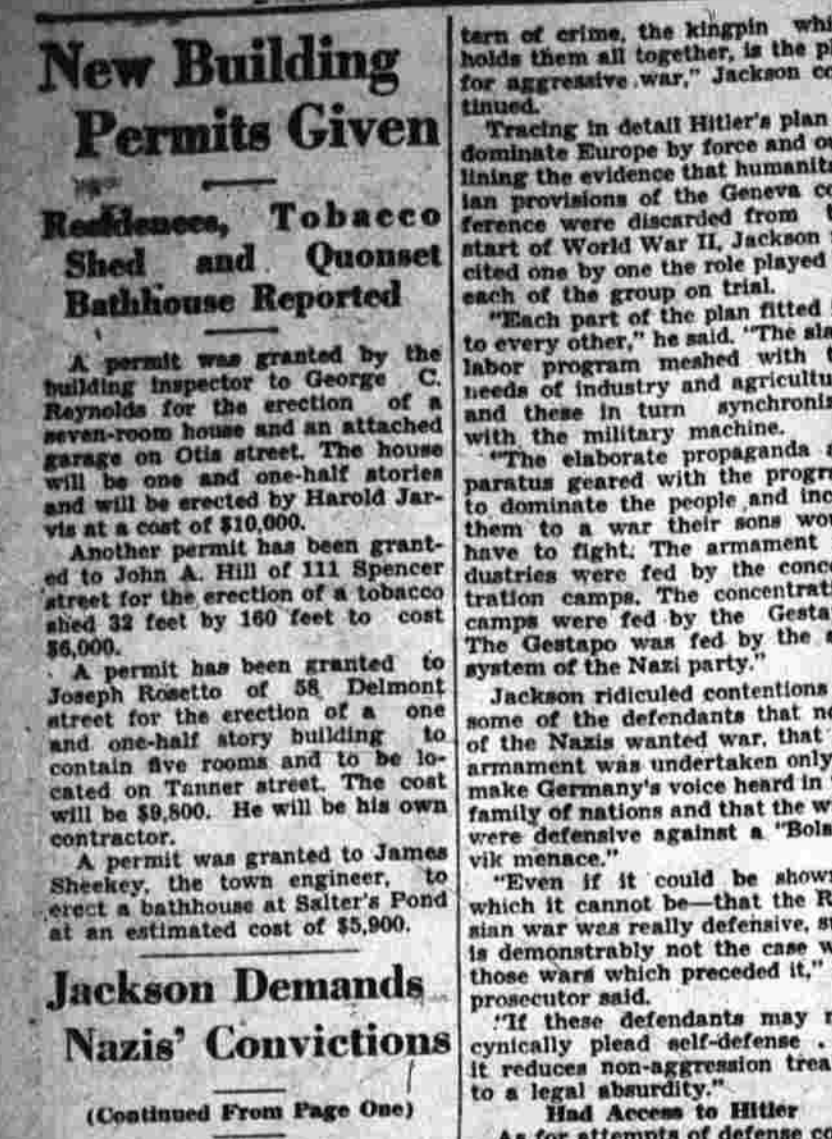 New Building
Permits Given
Residences, Tobacco
Shed and Quonset
Bathhouse Reported
A permit was granted by the
building inspector to George C.
Reynolds for the erection of a
seven-room house and an attached
garage on Otis street. The house
will be one and one-half stories
and will be erected by Harold Jar-
vis at a cost of $10,000.
Another permit has been grant-
ed to John A. Hill of 111 Spencer
street for the erection of a tobacco
shed 32 feet by 160 feet to cost
$6,000.
A permit has been granted to
Joseph Rosetto of 58 Delmont
street for the erection of a one
and one-half story building to
contain five rooms and to be lo-
cated on Tanner street. The cost
will be $9,800. He will be his own
contractor.
A permit was granted to James
Sheekey, the town engineer, to
erect a bathhouse at Salter's Pond
at an estimated cost of $5,900.
Jackson Demands
Nazis' Convictions
(Continued From Page One)
tern of crime, the kingpin
holds them all together, is the
for aggressive war," Jackson
tinued.
Tracing in detail Hitler's plan
dominate Europe by force and
lining the evidence that
ian provisions of the Geneva
ference were discarded from
start of World War II, Jackson
cited one by one the role played
each of the group on trial.
"Each part of the plan fitted
to every other," he said. "The
labor program meshed with
needs of industry and
and these in turn
with the military machine.
"The elaborate propaganda
paratus geared with the
to dominate the people and
them to a war their sons
have to fight. The armament
dustries were fed by the
tration camps. The
camps were fed by the
The Gestapo was fed by the
system of the Nazi party."
Jackson ridiculed contentions
some of the defendants that
of the Nazis wanted war, that
armament was undertaken only
make Germany's voice heard in
family of nations and that the
were defensive against a
vik menace."
"Even if it could be
which it cannot be—that the
sian war was really defensive,
is demonstrably not the case
those wars which preceded it,"
prosecutor said.
"If these defendants may
cynically plead self-defense
it reduces non-aggression
to a legal absurdity."
Had Access to Hitler
As for attempts of defense